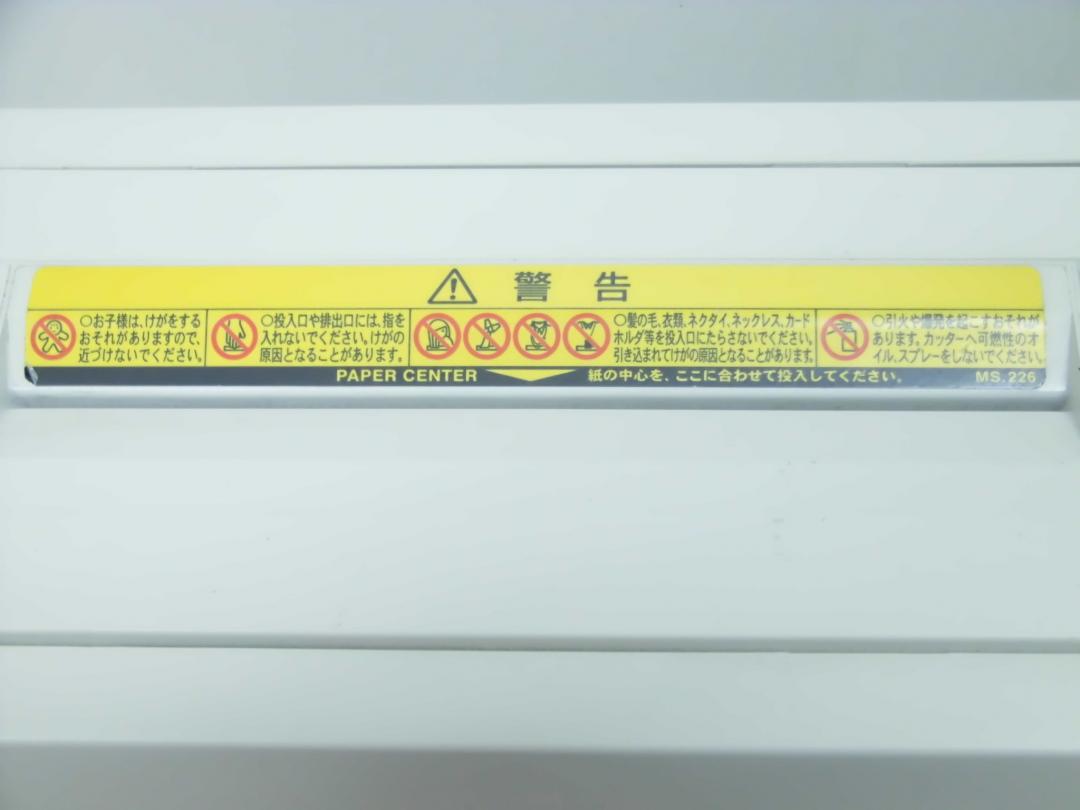 警告
○お子様は、けがをする
おそれがありますので、
近づけないでください。
○投入口や排出口には、指を
入れないでください。けがの
原因となることがあります。
○髪の毛、衣類、ネクタイ、ネックレス、カード
ホルダ等を投入口にたらさないでください。
引き込まれてけがの原因となることがあります。
○引火や爆発を起こすおそれが
あります。カッターへ可燃性のオ
イル、スプレーをしないでください。
PAPER CENTER 紙の中心を、ここに合わせて投入してください。 MS.226